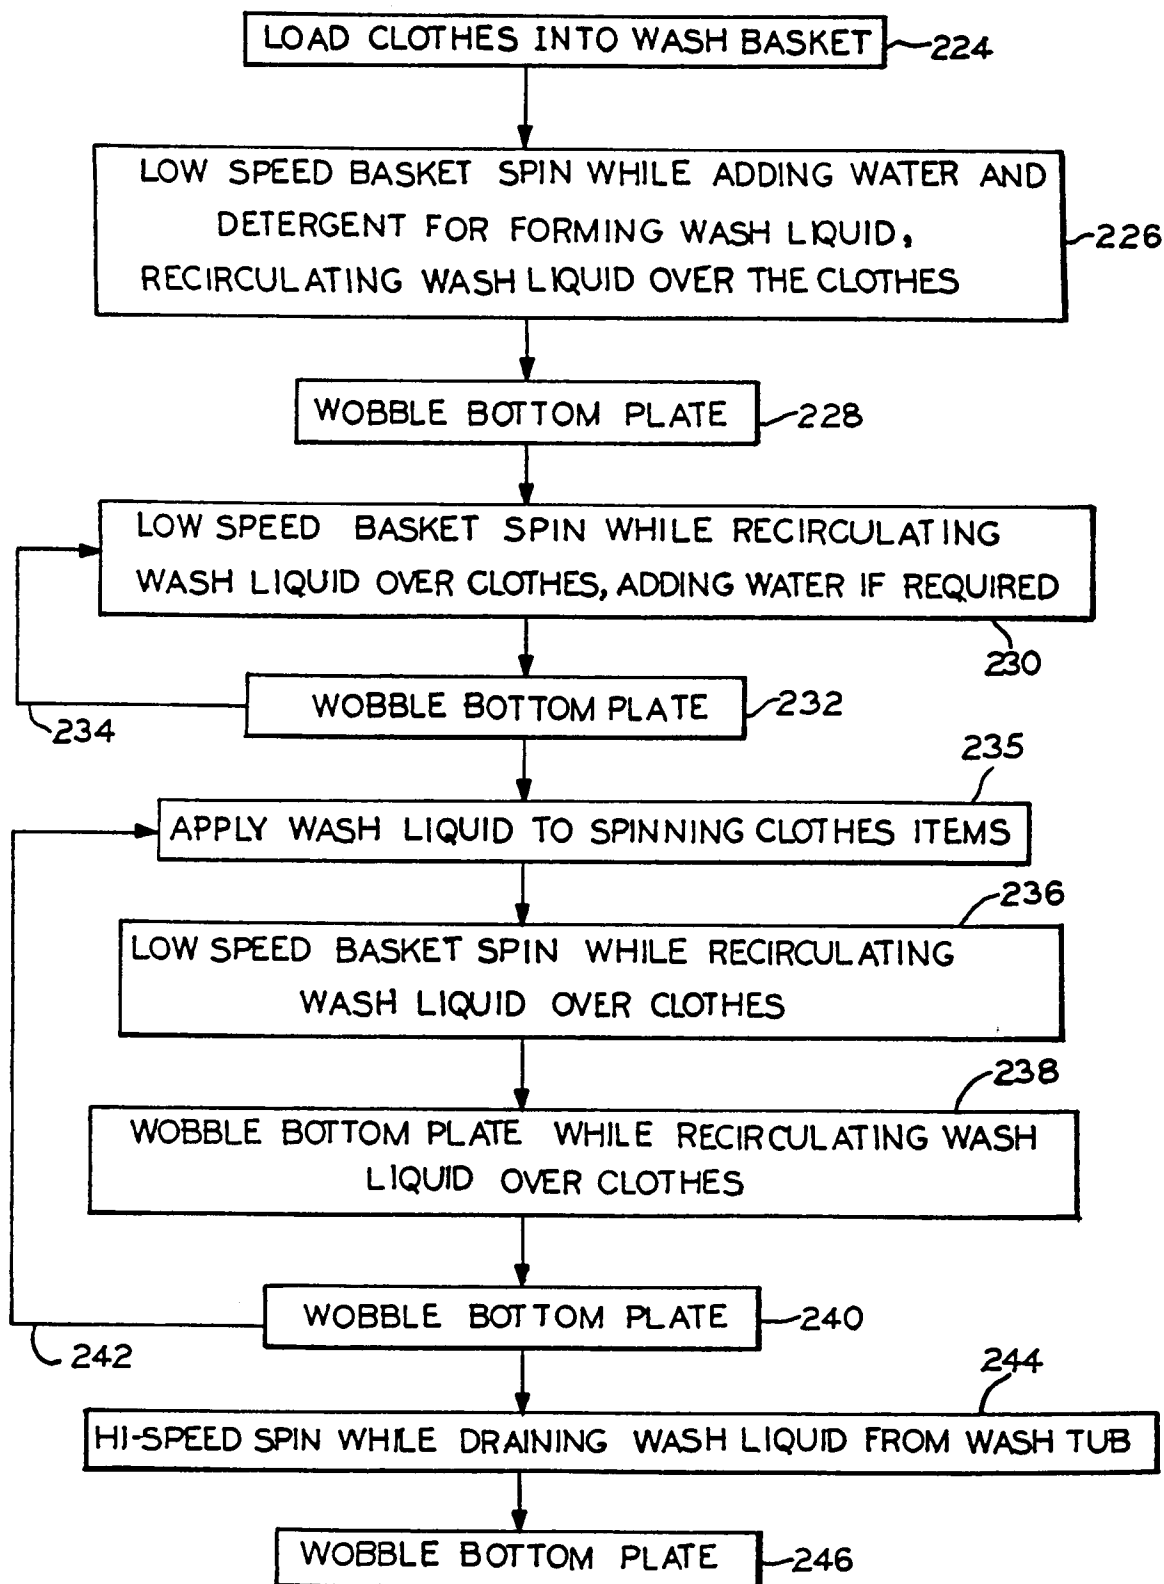 LOAD CLOTHES INTO WASH BASKET
224
LOW SPEED BASKET SPIN WHILE ADDING WATER AND
DETERGENT FOR FORMING WASH LIQUID,
RECIRCULATING WASH LIQUID OVER THE CLOTHES
226
WOBBLE BOTTOM PLATE
228
LOW SPEED BASKET SPIN WHILE RECIRCULATING
WASH LIQUID OVER CLOTHES, ADDING WATER IF REQUIRED
230
WOBBLE BOTTOM PLATE
232
234
235
APPLY WASH LIQUID TO SPINNING CLOTHES ITEMS
236
LOW SPEED BASKET SPIN WHILE RECIRCULATING
WASH LIQUID OVER CLOTHES
238
WOBBLE BOTTOM PLATE WHILE RECIRCULATING WASH
LIQUID OVER CLOTHES
WOBBLE BOTTOM PLATE
240
242
244
HI-SPEED SPIN WHILE DRAINING WASH LIQUID FROM WASH TUB
WOBBLE BOTTOM PLATE
246